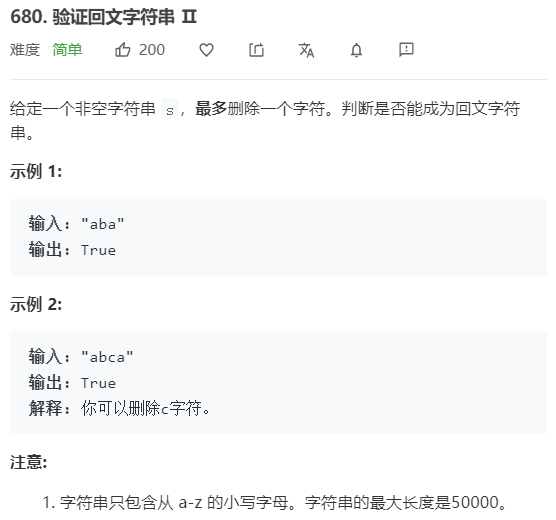 680. 验证回文字符串 Ⅱ
难度 简单 200
给定一个非空字符串 s，最多删除一个字符。判断是否能成为回文字符
串。
示例 1:
输入: "aba"
输出: True
示例 2:
输入: "abca"
输出: True
解释: 你可以删除c字符。
注意:
1. 字符串只包含从 a-z 的小写字母。字符串的最大长度是50000。